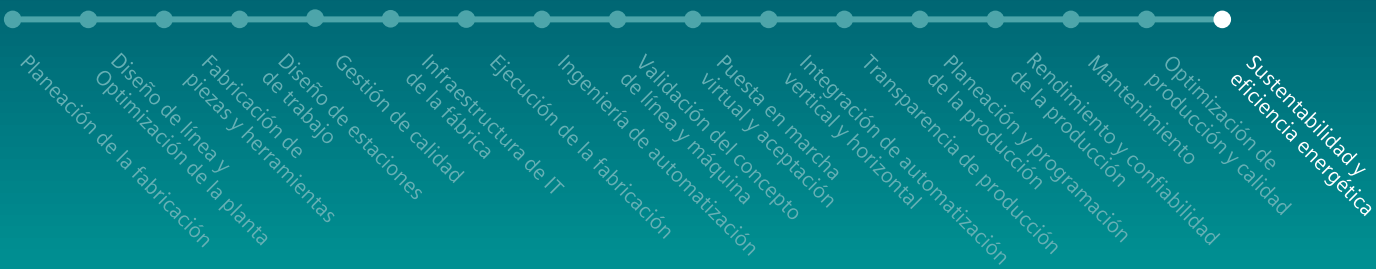 Planeación de la fabricación
Diseño de línea y
Optimización de la planta
Fabricación de
piezas y herramientas
Diseño de estaciones
de trabajo
Gestión de calidad
Infraestructura de IT
de la fábrica
Ejecución de la fabricación
Ingeniería de automatización
Validación del concepto
de línea y máquina
Puesta en marcha
virtual y aceptación
Integración de automatización
vertical y horizontal
Transparencia de producción
Planeación y programación
de la producción
Rendimiento y confiabilidad
de la producción
Mantenimiento
Optimización de
producción y calidad
Sustentabilidad y
eficiencia energética